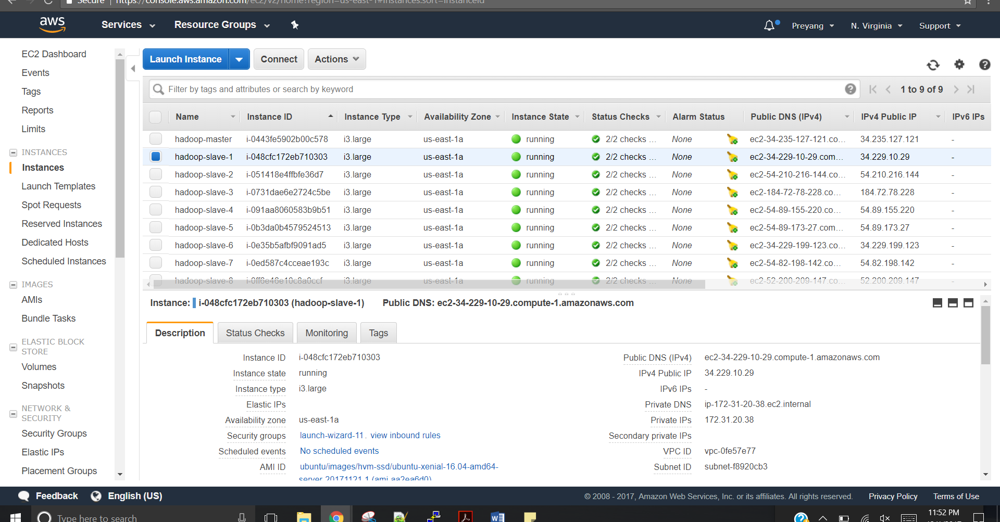 Secure | https://console.aws.amazon.com/ec2/v2/home?region=us-east-1#Instances:sort=instanceId
aws Services Resource Groups Preyang N. Virginia Support
EC2 Dashboard
Events
Tags
Reports
Limits
INSTANCES
Instances
Launch Templates
Spot Requests
Reserved Instances
Dedicated Hosts
Scheduled Instances
IMAGES
AMIs
Bundle Tasks
ELASTIC BLOCK
STORE
Volumes
Snapshots
NETWORK &
SECURITY
Security Groups
Elastic IPs
Placement Groups
Launch Instance Connect Actions
Filter by tags and attributes or search by keyword 1 to 9 of 9
Name Instance ID Instance Type Availability Zone Instance State Status Checks Alarm Status Public DNS (IPv4) IPv4 Public IP IPv6 IPs
hadoop-master i-0443fe5902b00c578 i3.large us-east-1a running 2/2 checks ... None ec2-34-235-127-121.co... 34.235.127.121 -
hadoop-slave-1 i-048cfc172eb710303 i3.large us-east-1a running 2/2 checks ... None ec2-34-229-10-29.com... 34.229.10.29 -
hadoop-slave-2 i-051418e4ffbfe36d7 i3.large us-east-1a running 2/2 checks ... None ec2-54-210-216-144.co... 54.210.216.144 -
hadoop-slave-3 i-0731dae6e2724c5be i3.large us-east-1a running 2/2 checks ... None ec2-184-72-78-228.co... 184.72.78.228 -
hadoop-slave-4 i-091aa8060583b9b51 i3.large us-east-1a running 2/2 checks ... None ec2-54-89-155-220.co... 54.89.155.220 -
hadoop-slave-5 i-0b3da0b4579524513 i3.large us-east-1a running 2/2 checks ... None ec2-54-89-173-27.com... 54.89.173.27 -
hadoop-slave-6 i-0e35b5afbf9091ad5 i3.large us-east-1a running 2/2 checks ... None ec2-34-229-199-123.co... 34.229.199.123 -
hadoop-slave-7 i-0ed587c4cceae193c i3.large us-east-1a running 2/2 checks ... None ec2-54-82-198-142.co... 54.82.198.142 -
hadoop-slave-8 i-0ff6e46e10c8a0ccf i3.large us-east-1a running 2/2 checks ... None ec2-52-200-209-147.co... 52.200.209.147 -
Instance: i-048cfc172eb710303 (hadoop-slave-1) Public DNS: ec2-34-229-10-29.compute-1.amazonaws.com
Description Status Checks Monitoring Tags
Instance ID i-048cfc172eb710303 Public DNS (IPv4) ec2-34-229-10-29.compute-1.amazonaws.com
Instance state running IPv4 Public IP 34.229.10.29
Instance type i3.large IPv6 IPs -
Elastic IPs Private DNS ip-172-31-20-38.ec2.internal
Availability zone us-east-1a Private IPs 172.31.20.38
Security groups launch-wizard-11. view inbound rules Secondary private IPs
Scheduled events No scheduled events VPC ID vpc-0fe57e77
AMI ID ubuntu/images/hvm-ssd/ubuntu-xenial-16.04-amd64- Subnet ID subnet-f8920cb3
server-20171121.1 (ami-aa2ea6d0)
Feedback English (US) © 2008 - 2017, Amazon Web Services, Inc. or its affiliates. All rights reserved. Privacy Policy Terms of Use
Type here to search 11:52 PM